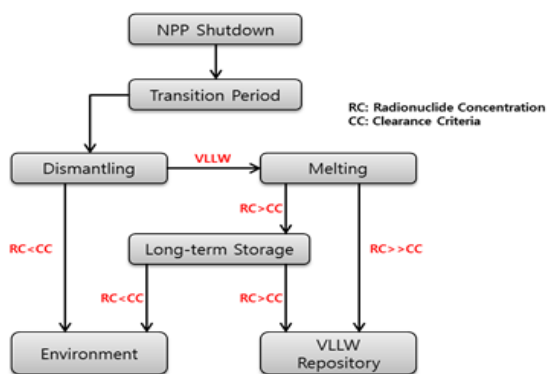 NPP Shutdown
Transition Period
RC: Radionuclide Concentration
CC: Clearance Criteria
Dismantling
VLLW
Melting
RC>CC
RC<CC
Long-term Storage
RC>>CC
RC<CC
RC>CC
Environment
VLLW
Repository